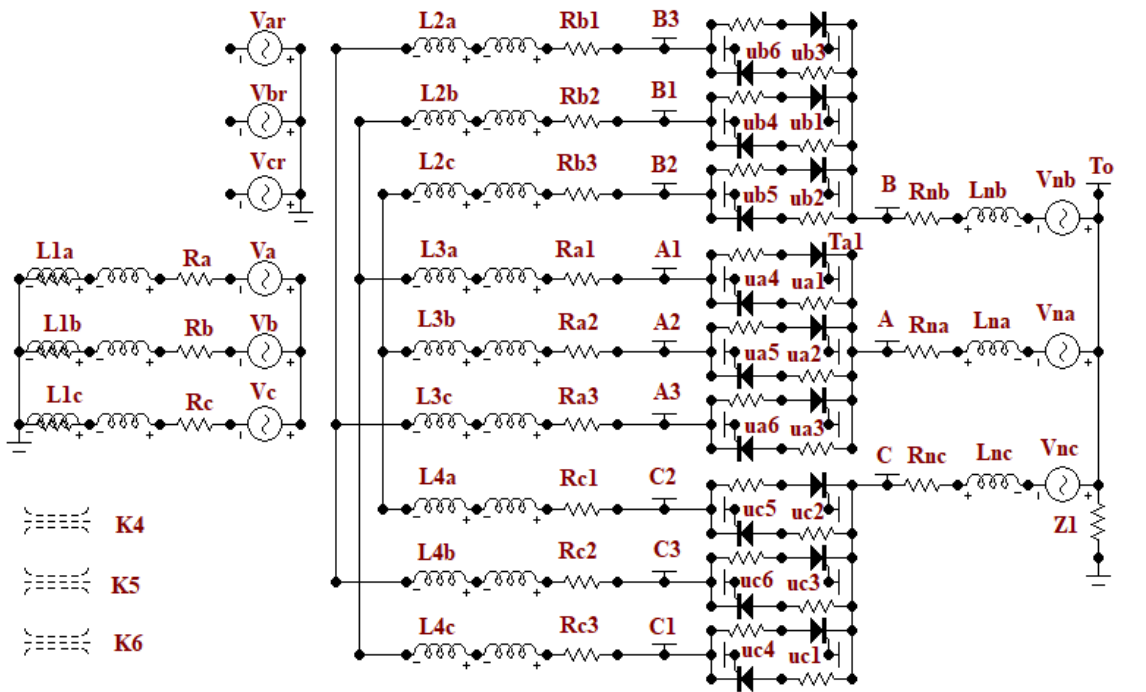 Var L2a Rb1 B3 ub6 ub3
Vbr L2b Rb2 B1 ub4 ub1
Vcr L2c Rb3 B2 ub5 ub2 B Rnb Lnb Vnb To
L1a Ra Va L3a Ra1 A1 Ta1 ua4 ua1
L1b Rb Vb L3b Ra2 A2 ua5 ua2 A Rna Lna Vna
L1c Rc Vc L3c Ra3 A3 ua6 ua3
L4a Rc1 C2 uc5 uc2 C Rnc Lnc Vnc
K4 Z1
K5 L4b Rc2 C3 uc6 uc3
K6 L4c Rc3 C1 uc4 uc1